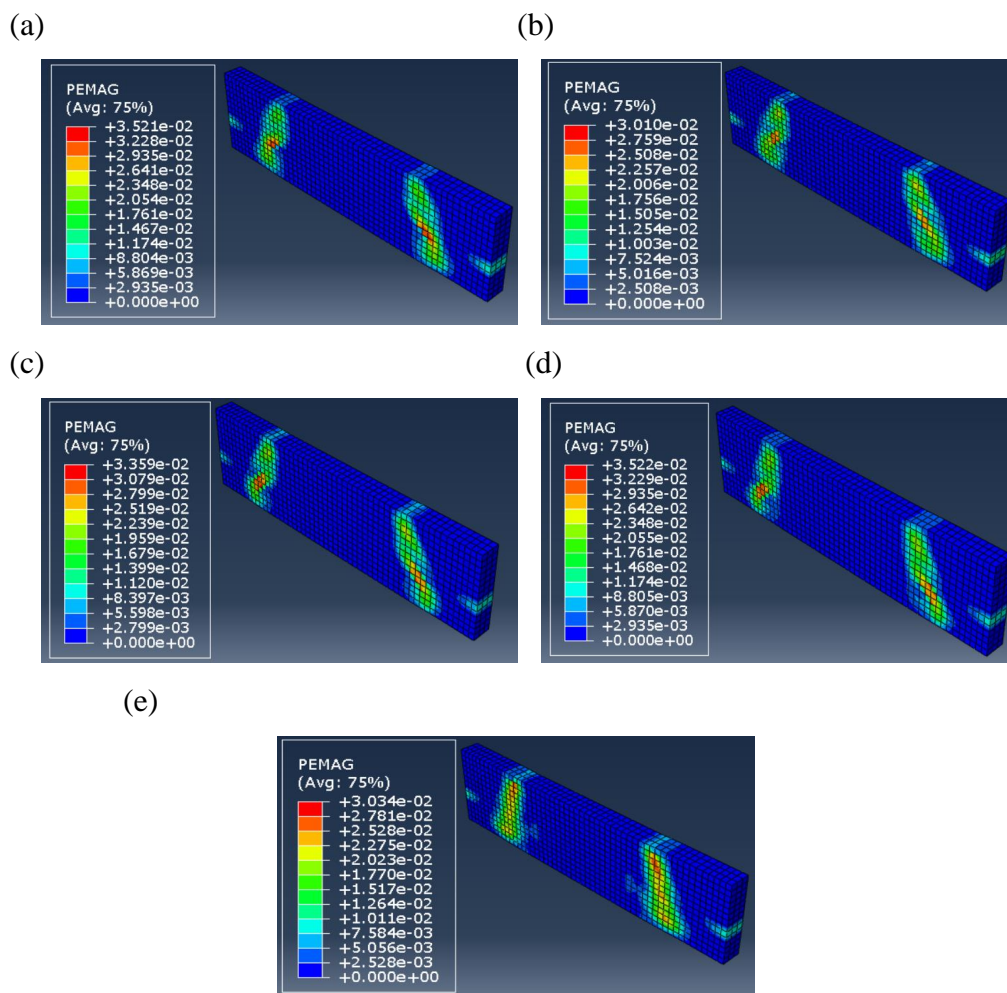 (a)
PEMAG
(Avg: 75%)
+3.521e-02
+3.228e-02
+2.935e-02
+2.641e-02
+2.348e-02
+2.054e-02
+1.761e-02
+1.467e-02
+1.174e-02
+8.804e-03
+5.869e-03
+2.935e-03
+0.000e+00
(b)
PEMAG
(Avg: 75%)
+3.010e-02
+2.759e-02
+2.508e-02
+2.257e-02
+2.006e-02
+1.756e-02
+1.505e-02
+1.254e-02
+1.003e-02
+7.524e-03
+5.016e-03
+2.508e-03
+0.000e+00
(c)
PEMAG
(Avg: 75%)
+3.359e-02
+3.079e-02
+2.799e-02
+2.519e-02
+2.239e-02
+1.959e-02
+1.679e-02
+1.399e-02
+1.120e-02
+8.397e-03
+5.598e-03
+2.799e-03
+0.000e+00
(d)
PEMAG
(Avg: 75%)
+3.522e-02
+3.229e-02
+2.935e-02
+2.642e-02
+2.348e-02
+2.055e-02
+1.761e-02
+1.468e-02
+1.174e-02
+8.805e-03
+5.870e-03
+2.935e-03
+0.000e+00
(e)
PEMAG
(Avg: 75%)
+3.034e-02
+2.781e-02
+2.528e-02
+2.275e-02
+2.023e-02
+1.770e-02
+1.517e-02
+1.264e-02
+1.011e-02
+7.584e-03
+5.056e-03
+2.528e-03
+0.000e+00